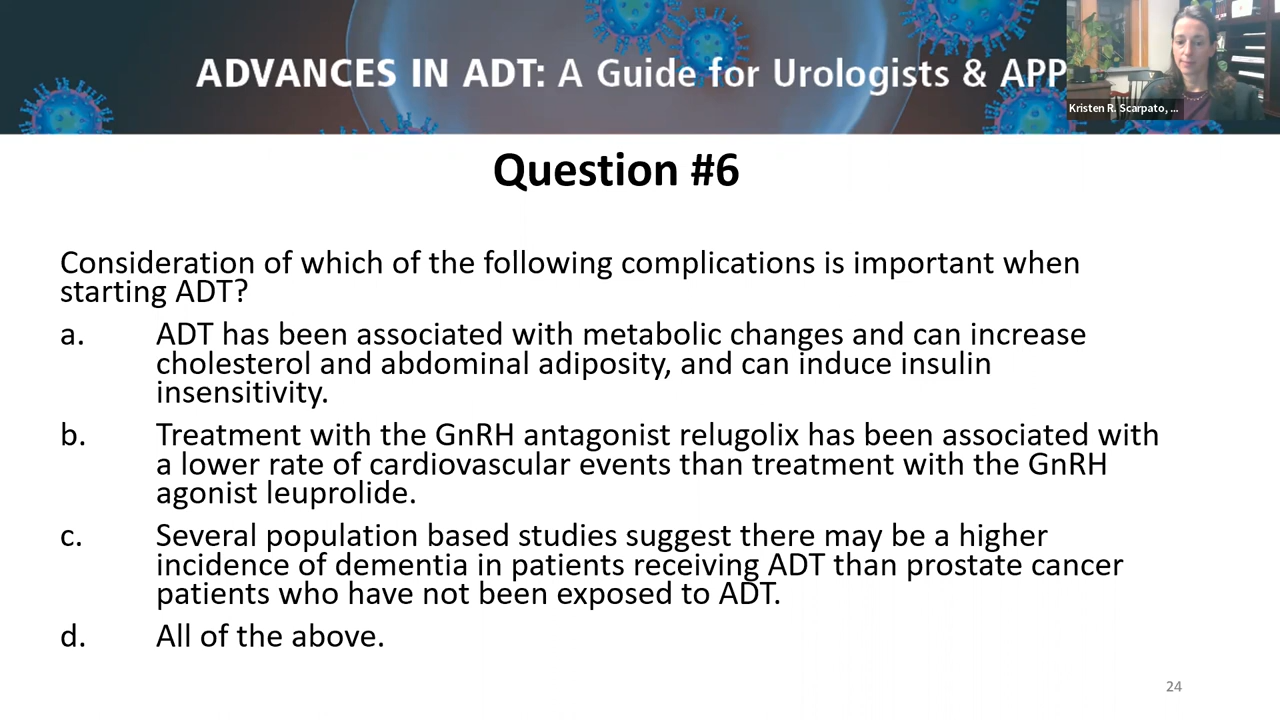 ADVANCES IN ADT: A Guide for Urologists & APP
Kristen R. Scarpato, ...
Question #6
Consideration of which of the following complications is important when
starting ADT?
a. ADT has been associated with metabolic changes and can increase
cholesterol and abdominal adiposity, and can induce insulin
insensitivity.
b. Treatment with the GnRH antagonist relugolix has been associated with
a lower rate of cardiovascular events than treatment with the GnRH
agonist leuprolide.
c. Several population based studies suggest there may be a higher
incidence of dementia in patients receiving ADT than prostate cancer
patients who have not been exposed to ADT.
d. All of the above.
24